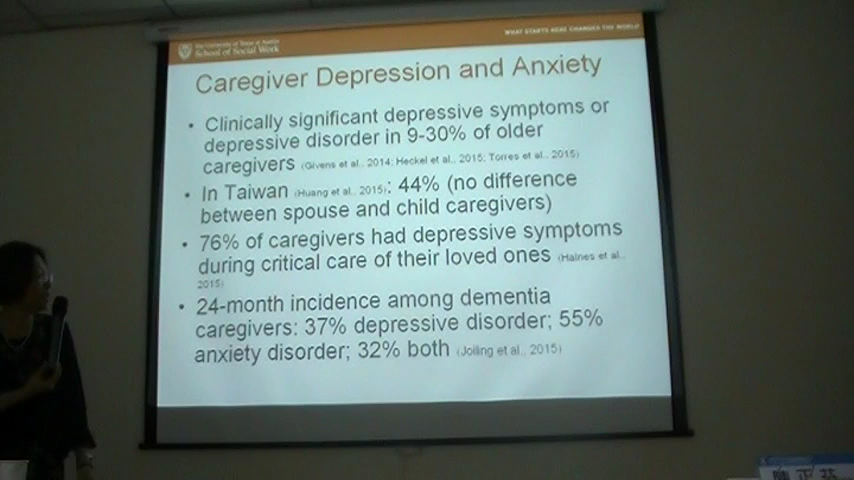 The University of Texas at Austin
School of Social Work
WHAT STARTS HERE CHANGES THE WORLD
Caregiver Depression and Anxiety
• Clinically significant depressive symptoms or
depressive disorder in 9-30% of older
caregivers (Givens et al., 2014; Heckel et al., 2015; Torres et al., 2015)
• In Taiwan (Huang et al., 2015): 44% (no difference
between spouse and child caregivers)
• 76% of caregivers had depressive symptoms
during critical care of their loved ones (Haines et al.,
2015)
• 24-month incidence among dementia
caregivers: 37% depressive disorder; 55%
anxiety disorder; 32% both (Joling et al., 2015)
陳正芬